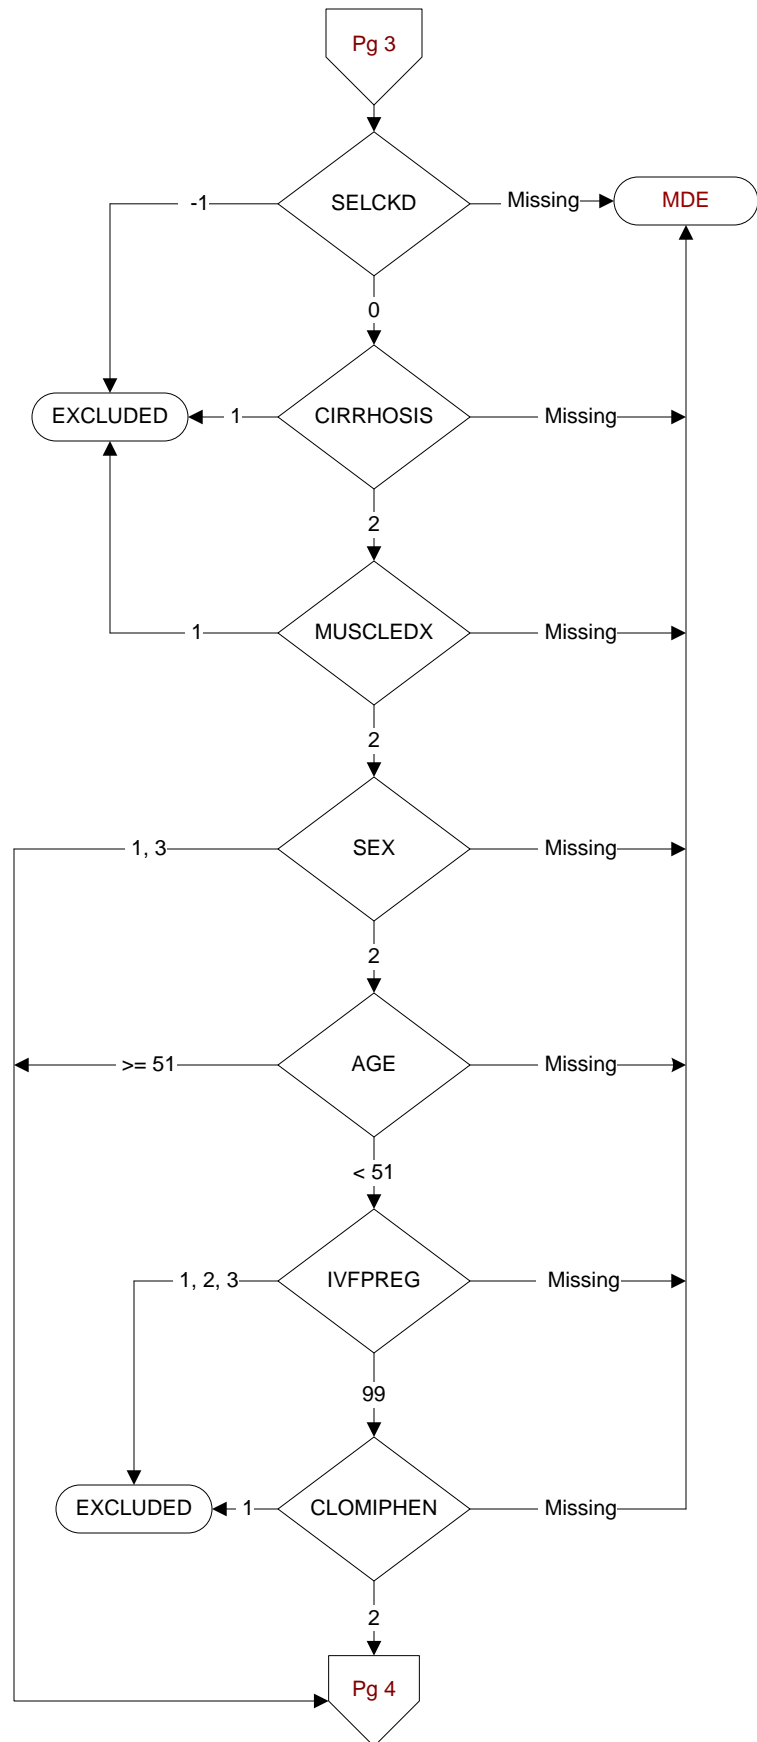 Pg 3
SELCKD
-1
Missing
MDE
0
CIRRHOSIS
1
Missing
EXCLUDED
2
MUSCLEDX
1
Missing
2
SEX
1, 3
Missing
2
AGE
>= 51
Missing
< 51
IVFPREG
1, 2, 3
Missing
99
CLOMIPHEN
1
Missing
EXCLUDED
2
Pg 4